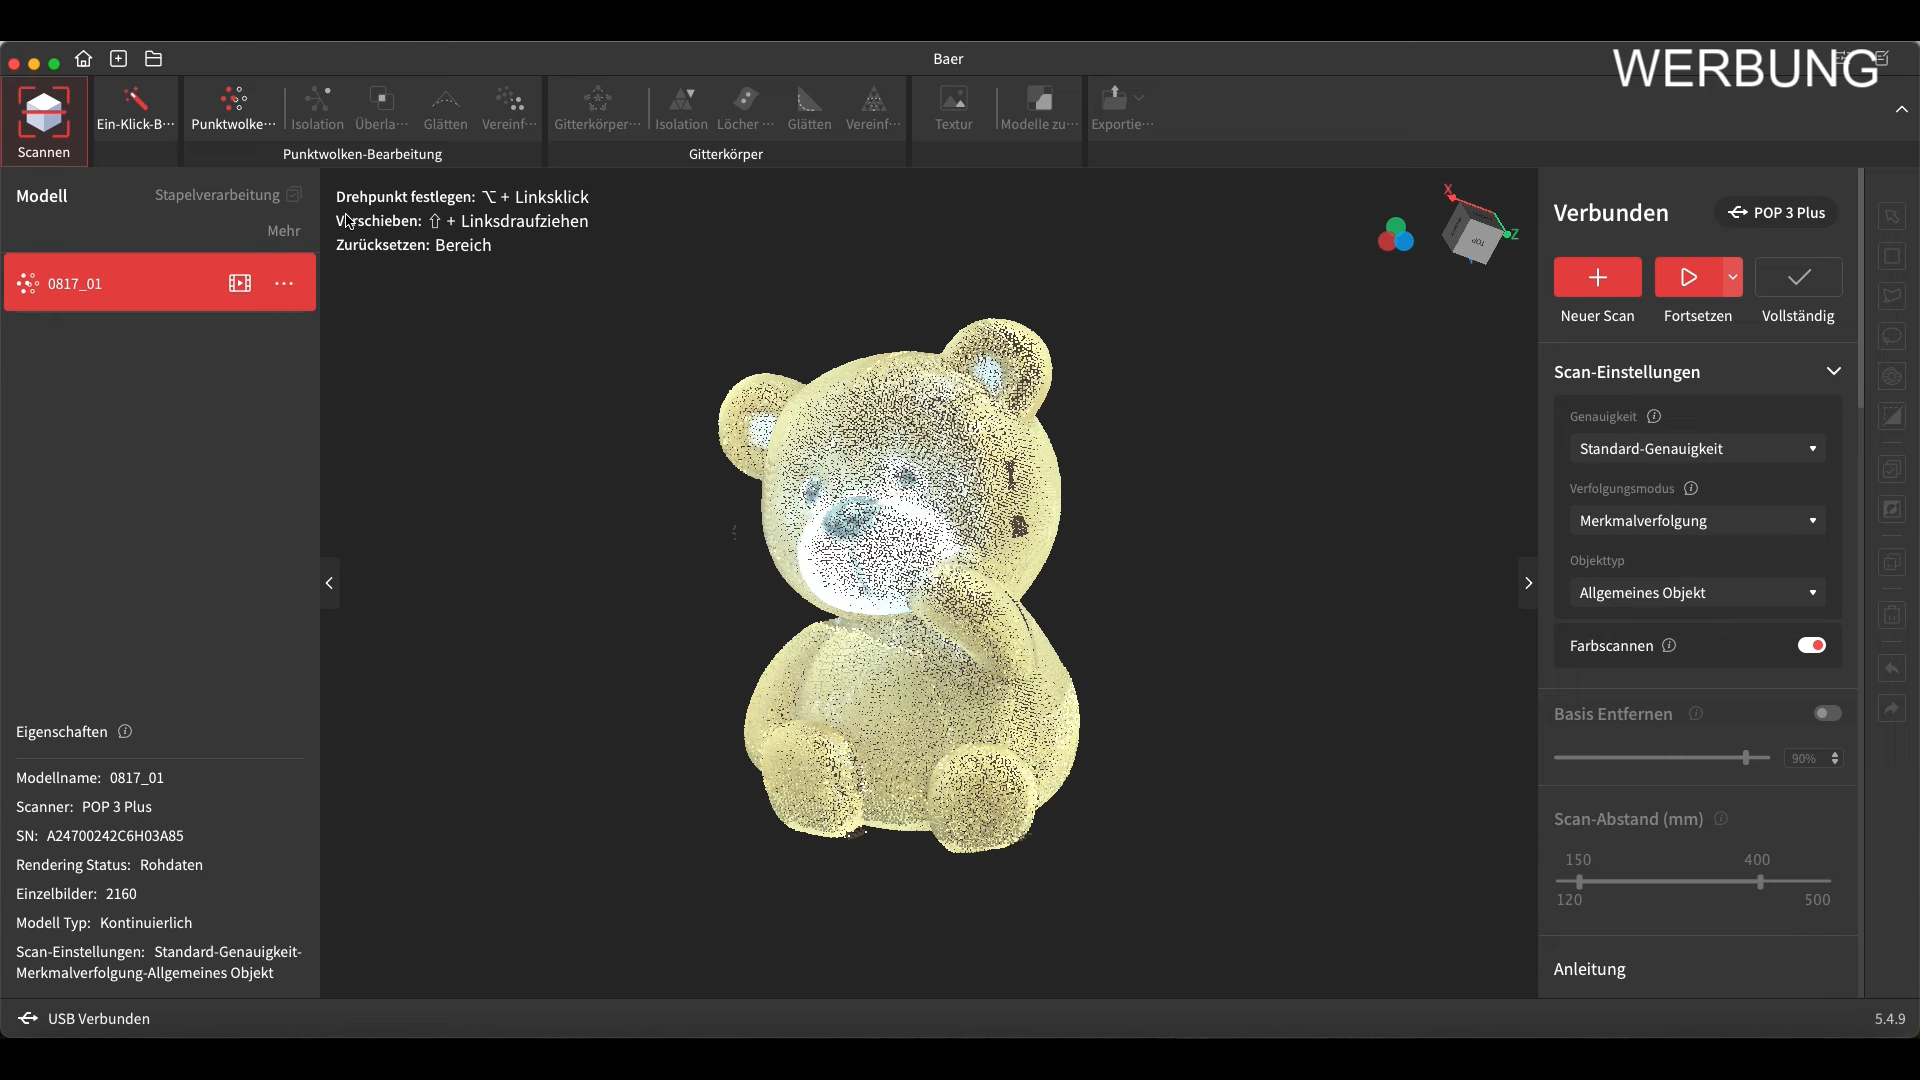 Baer
WERBUNG
Scannen
Ein-Klick-B···
Punktwolke···
Isolation
Überla···
Glätten
Vereinf···
Punktwolken-Bearbeitung
Gitterkörper···
Isolation
Löcher ···
Glätten
Vereinf···
Gitterkörper
Textur
Modelle zu···
Exportie···
Modell
Stapelverarbeitung
Mehr
0817_01
Eigenschaften
Modellname: 0817_01
Scanner: POP 3 Plus
SN: A24700242C6H03A85
Rendering Status: Rohdaten
Einzelbilder: 2160
Modell Typ: Kontinuierlich
Scan-Einstellungen: Standard-Genauigkeit-
Merkmalverfolgung-Allgemeines Objekt
Drehpunkt festlegen: ⌥ + Linksklick
Verschieben: ⇧ + Linksdraufziehen
Zurücksetzen: Bereich
X
Z
TOP
Verbunden
POP 3 Plus
Neuer Scan
Fortsetzen
Vollständig
Scan-Einstellungen
Genauigkeit
Standard-Genauigkeit
Verfolgungsmodus
Merkmalverfolgung
Objekttyp
Allgemeines Objekt
Farbscannen
Basis Entfernen
90%
Scan-Abstand (mm)
150 400
120 500
Anleitung
USB Verbunden
5.4.9